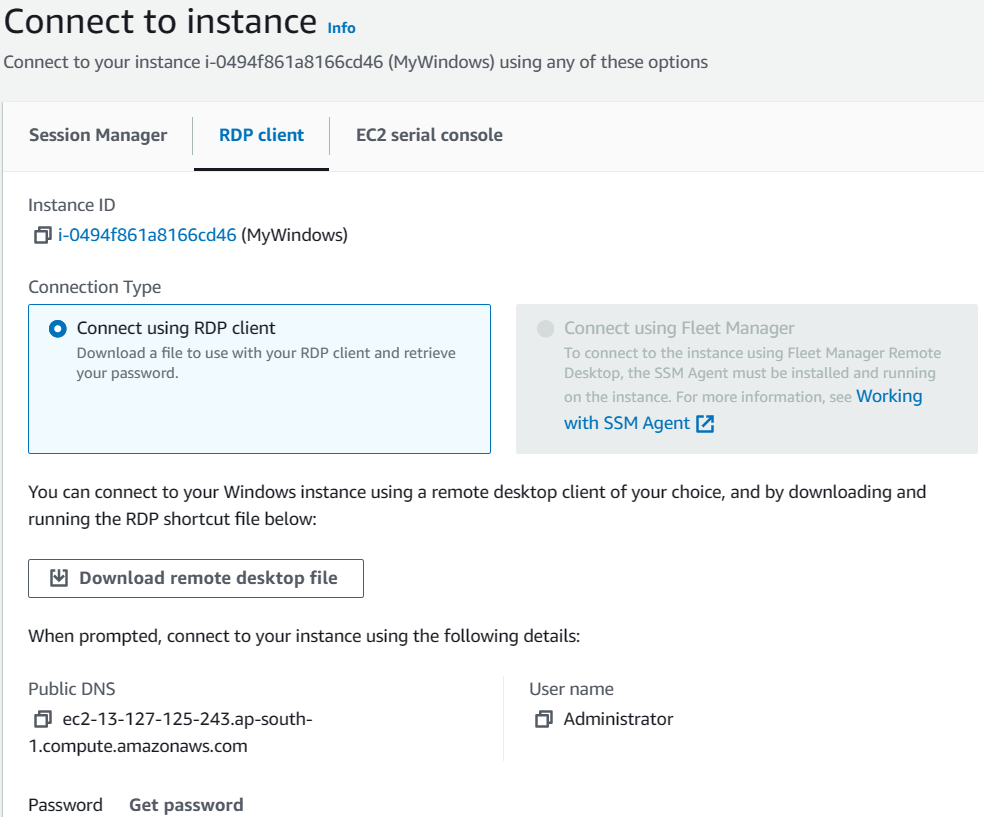 Connect to instance Info
Connect to your instance i-0494f861a8166cd46 (MyWindows) using any of these options
Session Manager
RDP client
EC2 serial console
Instance ID
i-0494f861a8166cd46 (MyWindows)
Connection Type
Connect using RDP client
Download a file to use with your RDP client and retrieve
your password.
Connect using Fleet Manager
To connect to the instance using Fleet Manager Remote
Desktop, the SSM Agent must be installed and running
on the instance. For more information, see Working
with SSM Agent
You can connect to your Windows instance using a remote desktop client of your choice, and by downloading and
running the RDP shortcut file below:
Download remote desktop file
When prompted, connect to your instance using the following details:
Public DNS
ec2-13-127-125-243.ap-south-
1.compute.amazonaws.com
User name
Administrator
Password Get password